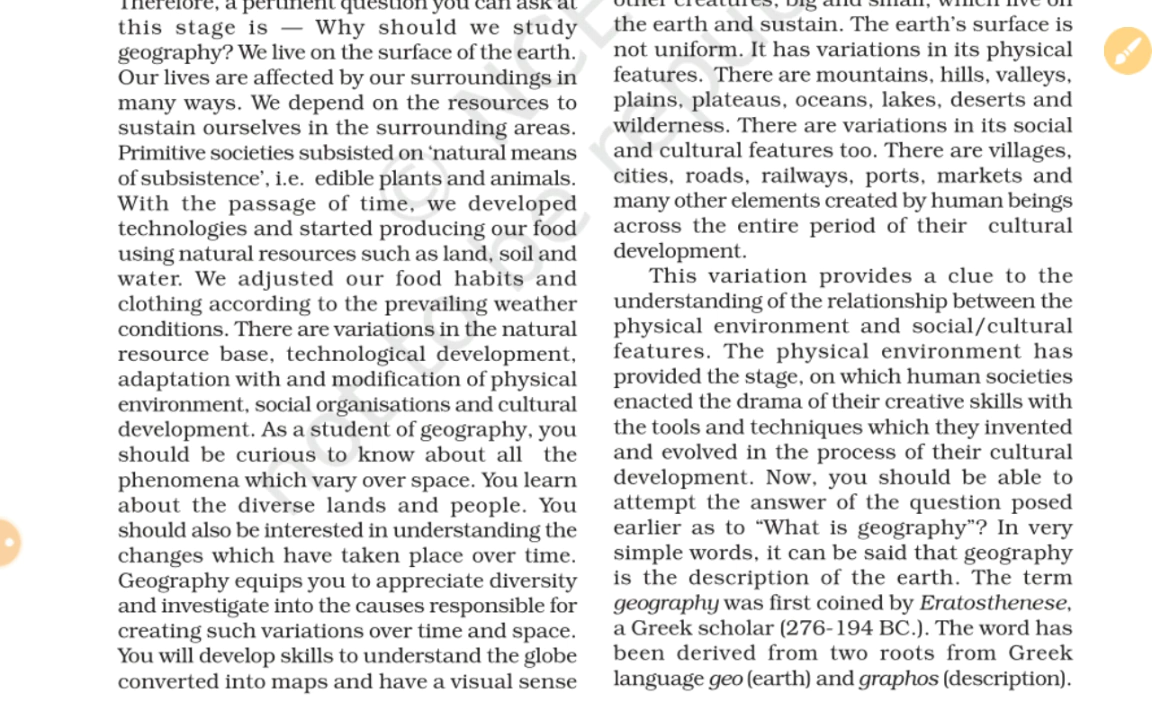 Therefore, a pertinent question you can ask at
this stage is — Why should we study
geography? We live on the surface of the earth.
Our lives are affected by our surroundings in
many ways. We depend on the resources to
sustain ourselves in the surrounding areas.
Primitive societies subsisted on 'natural means
of subsistence', i.e. edible plants and animals.
With the passage of time, we developed
technologies and started producing our food
using natural resources such as land, soil and
water. We adjusted our food habits and
clothing according to the prevailing weather
conditions. There are variations in the natural
resource base, technological development,
adaptation with and modification of physical
environment, social organisations and cultural
development. As a student of geography, you
should be curious to know about all the
phenomena which vary over space. You learn
about the diverse lands and people. You
should also be interested in understanding the
changes which have taken place over time.
Geography equips you to appreciate diversity
and investigate into the causes responsible for
creating such variations over time and space.
You will develop skills to understand the globe
converted into maps and have a visual sense
other creatures, big and small, which live on
the earth and sustain. The earth's surface is
not uniform. It has variations in its physical
features. There are mountains, hills, valleys,
plains, plateaus, oceans, lakes, deserts and
wilderness. There are variations in its social
and cultural features too. There are villages,
cities, roads, railways, ports, markets and
many other elements created by human beings
across the entire period of their cultural
development.
This variation provides a clue to the
understanding of the relationship between the
physical environment and social/cultural
features. The physical environment has
provided the stage, on which human societies
enacted the drama of their creative skills with
the tools and techniques which they invented
and evolved in the process of their cultural
development. Now, you should be able to
attempt the answer of the question posed
earlier as to "What is geography"? In very
simple words, it can be said that geography
is the description of the earth. The term
geography was first coined by Eratosthenese,
a Greek scholar (276-194 BC.). The word has
been derived from two roots from Greek
language geo (earth) and graphos (description).
© NCE
not to be repu